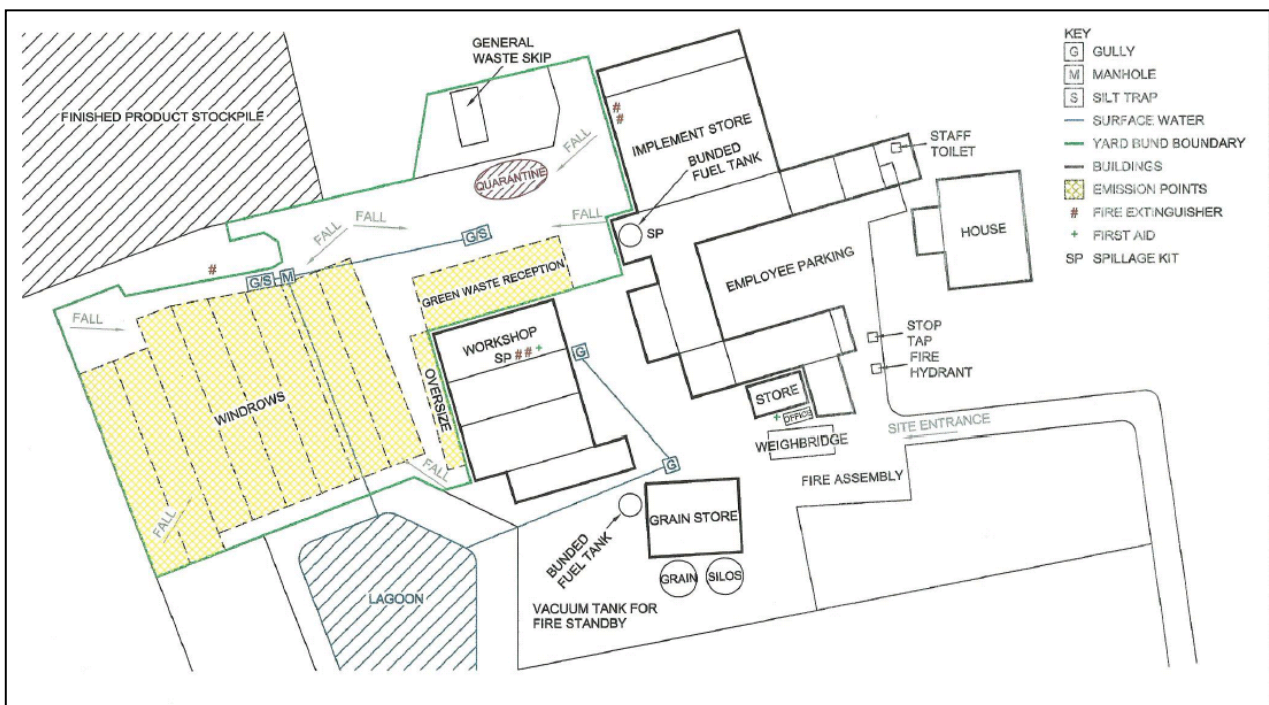 GENERAL
WASTE SKIP
FINISHED PRODUCT STOCKPILE
#
#
IMPLEMENT STORE
FALL
BUNDED
FUEL TANK
QUARANTINE
STAFF
TOILET
FALL
FALL
FALL
SP
G/S
HOUSE
#
G/S
M
GREEN WASTE RECEPTION
EMPLOYEE PARKING
FALL
WORKSHOP
SP ## +
G
STOP
TAP
FIRE
HYDRANT
OVERSIZE
WINDROWS
STORE
+ OFFICE
WEIGHBRIDGE
SITE ENTRANCE
FALL
G
FIRE ASSEMBLY
FALL
GRAIN STORE
BUNDED
FUEL TANK
GRAIN
SILOS
LAGOON
VACUUM TANK FOR
FIRE STANDBY
KEY
G GULLY
M MANHOLE
S SILT TRAP
SURFACE WATER
YARD BUND BOUNDARY
BUILDINGS
EMISSION POINTS
# FIRE EXTINGUISHER
+ FIRST AID
SP SPILLAGE KIT